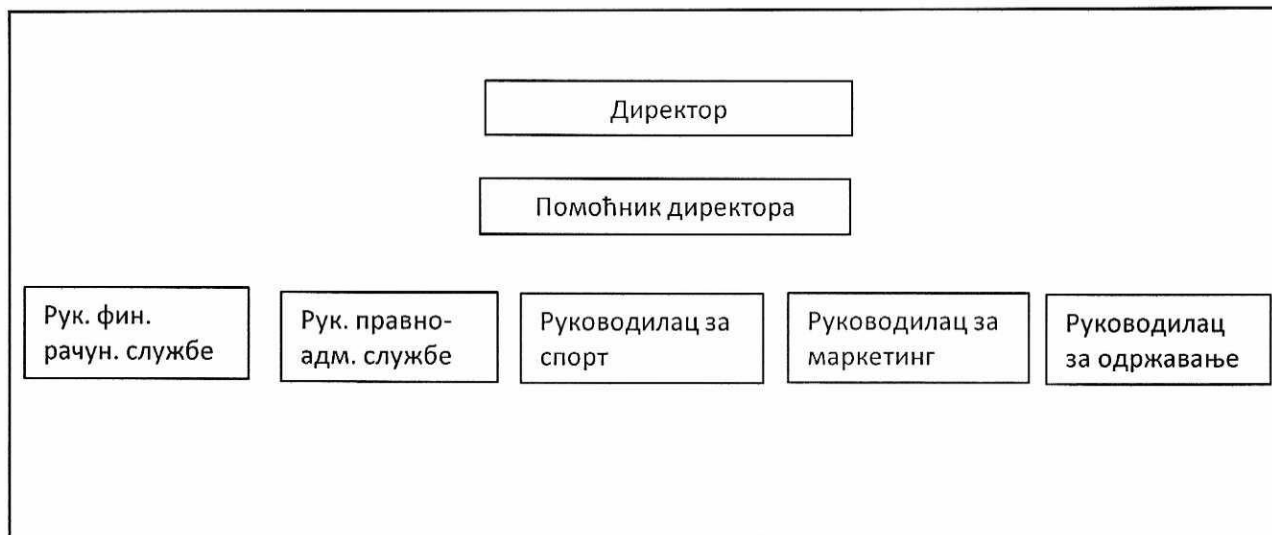 Директор
Помоћник директора
Рук. фин.
рачун. службе
Рук. правно-
адм. службе
Руководилац за
спорт
Руководилац за
маркетинг
Руководилац
за одржавање